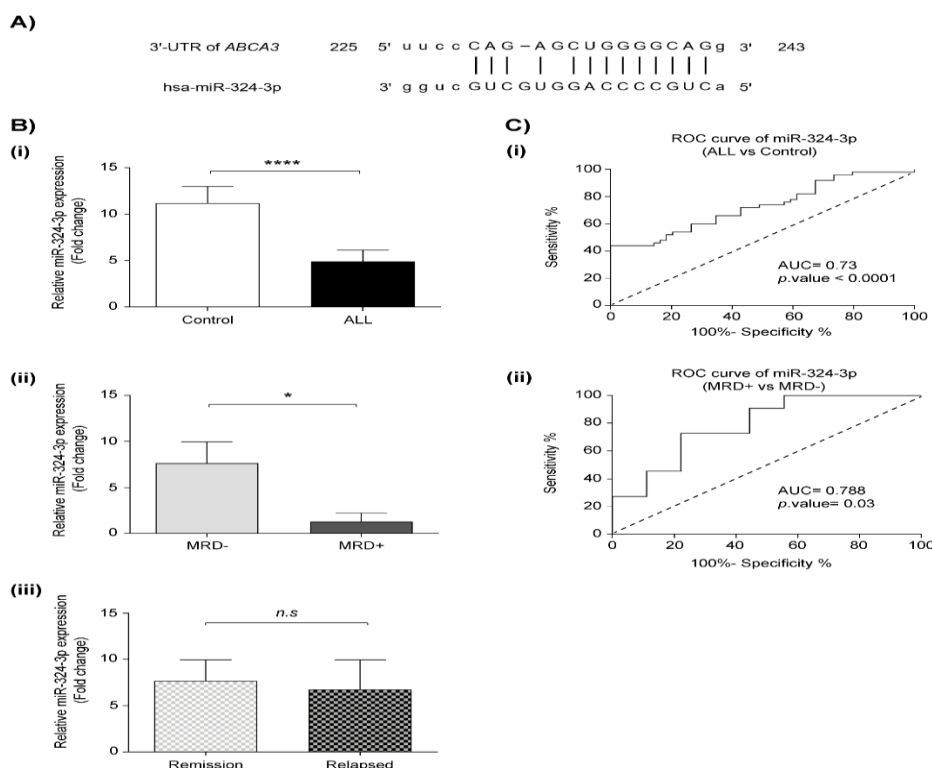 A)
3'-UTR of ABCA3 225 5' u u c c C A G – A G C U G G G G C A G g 3' 243
hsa-miR-324-3p 3' g g u c G U C G U G G A C C C C G U C a 5'
B)
(i)
****
Relative miR-324-3p expression
(Fold change)
15
10
5
0
Control ALL
(ii)
*
Relative miR-324-3p expression
(Fold change)
15
10
5
0
MRD- MRD+
(iii)
n.s
Relative miR-324-3p expression
(Fold change)
15
10
5
0
Remission Relapsed
C)
(i)
ROC curve of miR-324-3p
(ALL vs Control)
Sensitivity %
100
80
60
40
20
0
AUC= 0.73
p.value < 0.0001
0 20 40 60 80 100
100%- Specificity %
(ii)
ROC curve of miR-324-3p
(MRD+ vs MRD-)
Sensitivity %
100
80
60
40
20
0
AUC= 0.788
p.value= 0.03
0 20 40 60 80 100
100%- Specificity %